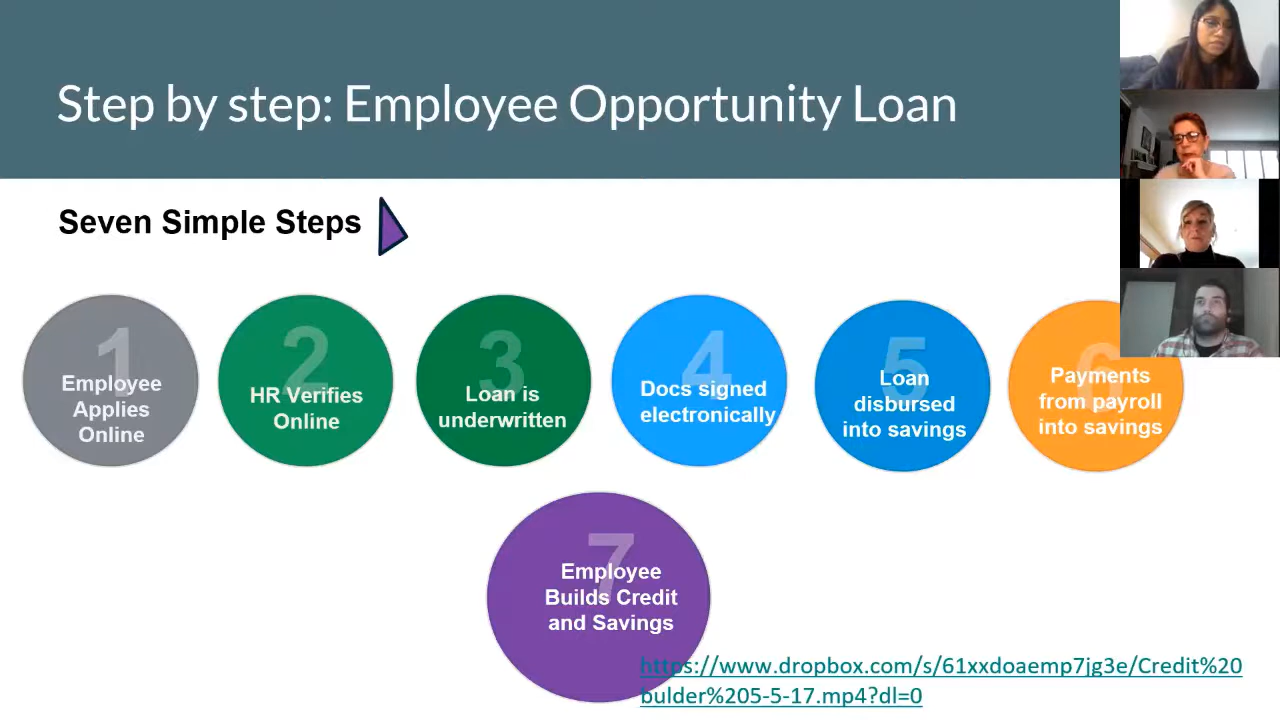 Step by step: Employee Opportunity Loan
Seven Simple Steps
1
Employee
Applies
Online
2
HR Verifies
Online
3
Loan is
underwritten
4
Docs signed
electronically
5
Loan
disbursed
into savings
6
Payments
from payroll
into savings
7
Employee
Builds Credit
and Savings
https://www.dropbox.com/s/61xxdoaemp7jg3e/Credit%20
bulder%205-5-17.mp4?dl=0